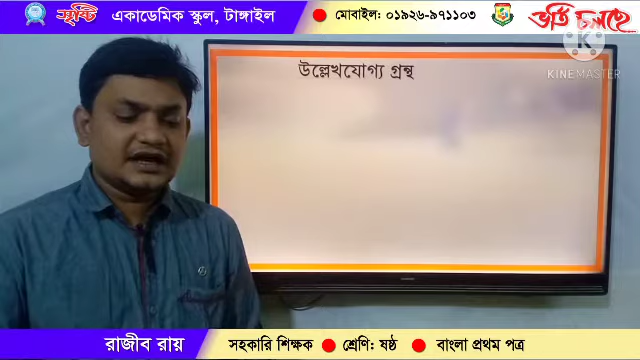 সৃষ্টি একাডেমিক স্কুল, টাঙ্গাইল ● মোবাইল: ০১৯২৬-৯৭১১০৩ ভর্তি চলছে
KINEMASTER
উল্লেখযোগ্য গ্রন্থ
রাজীব রায় সহকারি শিক্ষক ● শ্রেণি: ষষ্ঠ ● বাংলা প্রথম পত্র